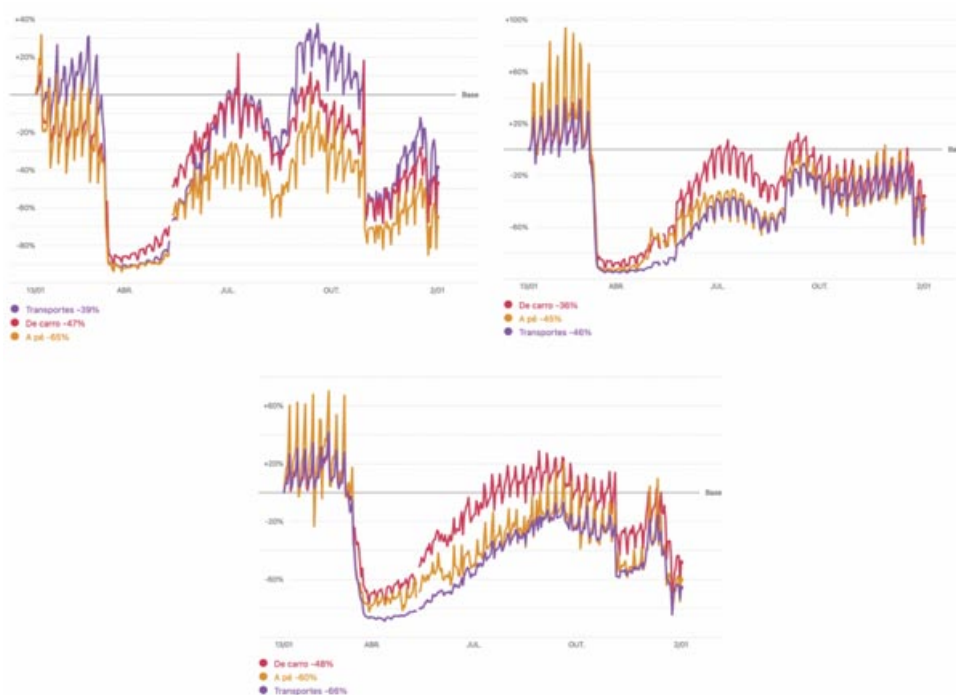 +40%
+20%
Base
-20%
-40%
-60%
-80%
13/01 ABR. JUL. OUT. 2/01
Transportes -39%
De carro -47%
A pé -65%
+100%
+60%
+20%
-20%
-60%
13/01 ABR. JUL. OUT. 2/01
De carro -36%
A pé -45%
Transportes -46%
+60%
+20%
Base
-20%
-60%
13/01 ABR. JUL. OUT. 2/01
De carro -48%
A pé -60%
Transportes -66%